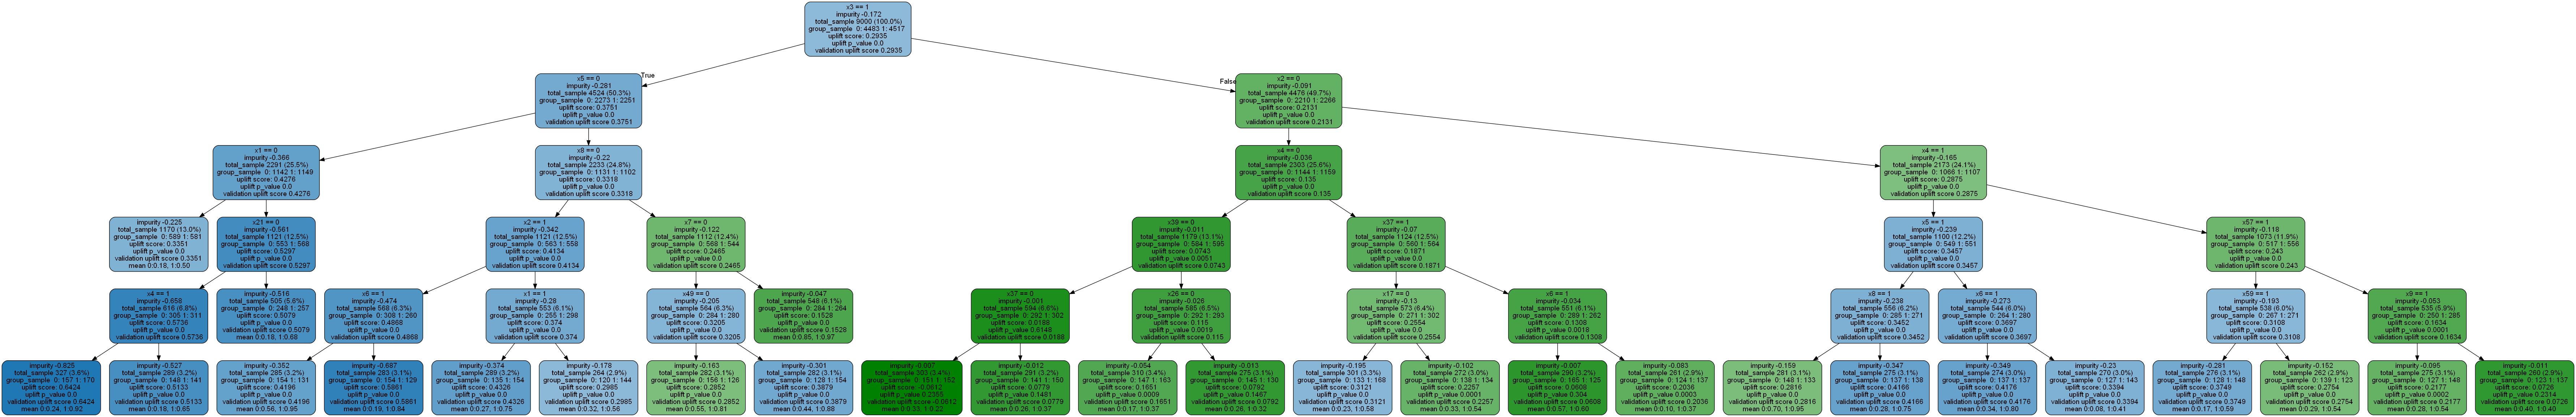 x3 == 1
impurity -0.172
total_sample 9000 (100.0%)
group_sample 0: 4483 1: 4517
uplift score: 0.2935
uplift p_value 0.0
validation uplift score 0.2935
True
False
x5 == 0
impurity -0.281
total_sample 4524 (50.3%)
group_sample 0: 2273 1: 2251
uplift score: 0.3751
uplift p_value 0.0
validation uplift score 0.3751
x2 == 0
impurity -0.091
total_sample 4476 (49.7%)
group_sample 0: 2210 1: 2266
uplift score: 0.2131
uplift p_value 0.0
validation uplift score 0.2131
x1 == 0
impurity -0.366
total_sample 2291 (25.5%)
group_sample 0: 1142 1: 1149
uplift score: 0.4276
uplift p_value 0.0
validation uplift score 0.4276
x8 == 0
impurity -0.22
total_sample 2233 (24.8%)
group_sample 0: 1131 1: 1102
uplift score: 0.3318
uplift p_value 0.0
validation uplift score 0.3318
x4 == 0
impurity -0.036
total_sample 2303 (25.6%)
group_sample 0: 1144 1: 1159
uplift score: 0.135
uplift p_value 0.0
validation uplift score 0.135
x4 == 1
impurity -0.165
total_sample 2173 (24.1%)
group_sample 0: 1066 1: 1107
uplift score: 0.2875
uplift p_value 0.0
validation uplift score 0.2875
impurity -0.225
total_sample 1170 (13.0%)
group_sample 0: 589 1: 581
uplift score: 0.3351
uplift p_value 0.0
validation uplift score 0.3351
mean 0:0.18, 1:0.50
x21 == 0
impurity -0.561
total_sample 1121 (12.5%)
group_sample 0: 553 1: 568
uplift score: 0.5297
uplift p_value 0.0
validation uplift score 0.5297
x2 == 1
impurity -0.342
total_sample 1121 (12.5%)
group_sample 0: 563 1: 558
uplift score: 0.4134
uplift p_value 0.0
validation uplift score 0.4134
x7 == 0
impurity -0.122
total_sample 1112 (12.4%)
group_sample 0: 568 1: 544
uplift score: 0.2465
uplift p_value 0.0
validation uplift score 0.2465
x39 == 0
impurity -0.011
total_sample 1179 (13.1%)
group_sample 0: 584 1: 595
uplift score: 0.0743
uplift p_value 0.0051
validation uplift score 0.0743
x37 == 1
impurity -0.07
total_sample 1124 (12.5%)
group_sample 0: 560 1: 564
uplift score: 0.1871
uplift p_value 0.0
validation uplift score 0.1871
x5 == 1
impurity -0.239
total_sample 1100 (12.2%)
group_sample 0: 549 1: 551
uplift score: 0.3457
uplift p_value 0.0
validation uplift score 0.3457
x57 == 1
impurity -0.118
total_sample 1073 (11.9%)
group_sample 0: 517 1: 556
uplift score: 0.243
uplift p_value 0.0
validation uplift score 0.243
x4 == 1
impurity -0.658
total_sample 616 (6.8%)
group_sample 0: 305 1: 311
uplift score: 0.5736
uplift p_value 0.0
validation uplift score 0.5736
impurity -0.516
total_sample 505 (5.6%)
group_sample 0: 248 1: 257
uplift score: 0.5079
uplift p_value 0.0
validation uplift score 0.5079
mean 0:0.18, 1:0.68
x6 == 1
impurity -0.474
total_sample 568 (6.3%)
group_sample 0: 308 1: 260
uplift score: 0.4868
uplift p_value 0.0
validation uplift score 0.4868
x1 == 1
impurity -0.28
total_sample 553 (6.1%)
group_sample 0: 255 1: 298
uplift score: 0.374
uplift p_value 0.0
validation uplift score 0.374
x49 == 0
impurity -0.205
total_sample 564 (6.3%)
group_sample 0: 284 1: 280
uplift score: 0.3205
uplift p_value 0.0
validation uplift score 0.3205
impurity -0.047
total_sample 548 (6.1%)
group_sample 0: 284 1: 264
uplift score: 0.1528
uplift p_value 0.0
validation uplift score 0.1528
mean 0:0.85, 1:0.97
x37 == 0
impurity -0.001
total_sample 594 (6.6%)
group_sample 0: 292 1: 302
uplift score: 0.0188
uplift p_value 0.6148
validation uplift score 0.0188
x26 == 0
impurity -0.026
total_sample 585 (6.5%)
group_sample 0: 292 1: 293
uplift score: 0.115
uplift p_value 0.0019
validation uplift score 0.115
x17 == 0
impurity -0.13
total_sample 573 (6.4%)
group_sample 0: 271 1: 302
uplift score: 0.2554
uplift p_value 0.0
validation uplift score 0.2554
x6 == 1
impurity -0.034
total_sample 551 (6.1%)
group_sample 0: 289 1: 262
uplift score: 0.1308
uplift p_value 0.0018
validation uplift score 0.1308
x8 == 1
impurity -0.238
total_sample 556 (6.2%)
group_sample 0: 285 1: 271
uplift score: 0.3452
uplift p_value 0.0
validation uplift score 0.3452
x6 == 1
impurity -0.273
total_sample 544 (6.0%)
group_sample 0: 264 1: 280
uplift score: 0.3697
uplift p_value 0.0
validation uplift score 0.3697
x59 == 1
impurity -0.193
total_sample 538 (6.0%)
group_sample 0: 267 1: 271
uplift score: 0.3108
uplift p_value 0.0
validation uplift score 0.3108
x9 == 1
impurity -0.053
total_sample 535 (5.9%)
group_sample 0: 250 1: 285
uplift score: 0.1634
uplift p_value 0.0001
validation uplift score 0.1634
impurity -0.825
total_sample 327 (3.6%)
group_sample 0: 157 1: 170
uplift score: 0.6424
uplift p_value 0.0
validation uplift score 0.6424
mean 0:0.24, 1:0.92
impurity -0.527
total_sample 289 (3.2%)
group_sample 0: 148 1: 141
uplift score: 0.5133
uplift p_value 0.0
validation uplift score 0.5133
mean 0:0.18, 1:0.65
impurity -0.352
total_sample 285 (3.2%)
group_sample 0: 154 1: 131
uplift score: 0.4196
uplift p_value 0.0
validation uplift score 0.4196
mean 0:0.56, 1:0.95
impurity -0.687
total_sample 283 (3.1%)
group_sample 0: 154 1: 129
uplift score: 0.5861
uplift p_value 0.0
validation uplift score 0.5861
mean 0:0.19, 1:0.84
impurity -0.374
total_sample 289 (3.2%)
group_sample 0: 135 1: 154
uplift score: 0.4326
uplift p_value 0.0
validation uplift score 0.4326
mean 0:0.27, 1:0.75
impurity -0.178
total_sample 264 (2.9%)
group_sample 0: 120 1: 144
uplift score: 0.2985
uplift p_value 0.0
validation uplift score 0.2985
mean 0:0.32, 1:0.56
impurity -0.163
total_sample 282 (3.1%)
group_sample 0: 156 1: 126
uplift score: 0.2852
uplift p_value 0.0
validation uplift score 0.2852
mean 0:0.55, 1:0.81
impurity -0.301
total_sample 282 (3.1%)
group_sample 0: 128 1: 154
uplift score: 0.3879
uplift p_value 0.0
validation uplift score 0.3879
mean 0:0.44, 1:0.88
impurity -0.007
total_sample 303 (3.4%)
group_sample 0: 151 1: 152
uplift score: -0.0612
uplift p_value 0.2355
validation uplift score -0.0612
mean 0:0.33, 1:0.22
impurity -0.012
total_sample 291 (3.2%)
group_sample 0: 141 1: 150
uplift score: 0.0779
uplift p_value 0.1481
validation uplift score 0.0779
mean 0:0.26, 1:0.37
impurity -0.054
total_sample 310 (3.4%)
group_sample 0: 147 1: 163
uplift score: 0.1651
uplift p_value 0.0009
validation uplift score 0.1651
mean 0:0.17, 1:0.37
impurity -0.013
total_sample 275 (3.1%)
group_sample 0: 145 1: 130
uplift score: 0.0792
uplift p_value 0.1467
validation uplift score 0.0792
mean 0:0.26, 1:0.32
impurity -0.195
total_sample 301 (3.3%)
group_sample 0: 133 1: 168
uplift score: 0.3121
uplift p_value 0.0
validation uplift score 0.3121
mean 0:0.23, 1:0.58
impurity -0.102
total_sample 272 (3.0%)
group_sample 0: 138 1: 134
uplift score: 0.2257
uplift p_value 0.0001
validation uplift score 0.2257
mean 0:0.33, 1:0.54
impurity -0.007
total_sample 290 (3.2%)
group_sample 0: 165 1: 125
uplift score: 0.0608
uplift p_value 0.304
validation uplift score 0.0608
mean 0:0.57, 1:0.60
impurity -0.083
total_sample 261 (2.9%)
group_sample 0: 124 1: 137
uplift score: 0.2036
uplift p_value 0.0003
validation uplift score 0.2036
mean 0:0.10, 1:0.37
impurity -0.159
total_sample 281 (3.1%)
group_sample 0: 148 1: 133
uplift score: 0.2816
uplift p_value 0.0
validation uplift score 0.2816
mean 0:0.70, 1:0.95
impurity -0.347
total_sample 275 (3.1%)
group_sample 0: 137 1: 138
uplift score: 0.4166
uplift p_value 0.0
validation uplift score 0.4166
mean 0:0.28, 1:0.75
impurity -0.349
total_sample 274 (3.0%)
group_sample 0: 137 1: 137
uplift score: 0.4176
uplift p_value 0.0
validation uplift score 0.4176
mean 0:0.34, 1:0.80
impurity -0.23
total_sample 270 (3.0%)
group_sample 0: 127 1: 143
uplift score: 0.3394
uplift p_value 0.0
validation uplift score 0.3394
mean 0:0.08, 1:0.41
impurity -0.281
total_sample 276 (3.1%)
group_sample 0: 128 1: 148
uplift score: 0.3749
uplift p_value 0.0
validation uplift score 0.3749
mean 0:0.17, 1:0.59
impurity -0.152
total_sample 262 (2.9%)
group_sample 0: 139 1: 123
uplift score: 0.2754
uplift p_value 0.0
validation uplift score 0.2754
mean 0:0.29, 1:0.54
impurity -0.095
total_sample 275 (3.1%)
group_sample 0: 127 1: 148
uplift score: 0.2177
uplift p_value 0.0002
validation uplift score 0.2177
mean 0:0.28, 1:0.54
impurity -0.011
total_sample 260 (2.9%)
group_sample 0: 123 1: 137
uplift score: 0.0726
uplift p_value 0.2314
validation uplift score 0.0726
mean 0:0.40, 1:0.40